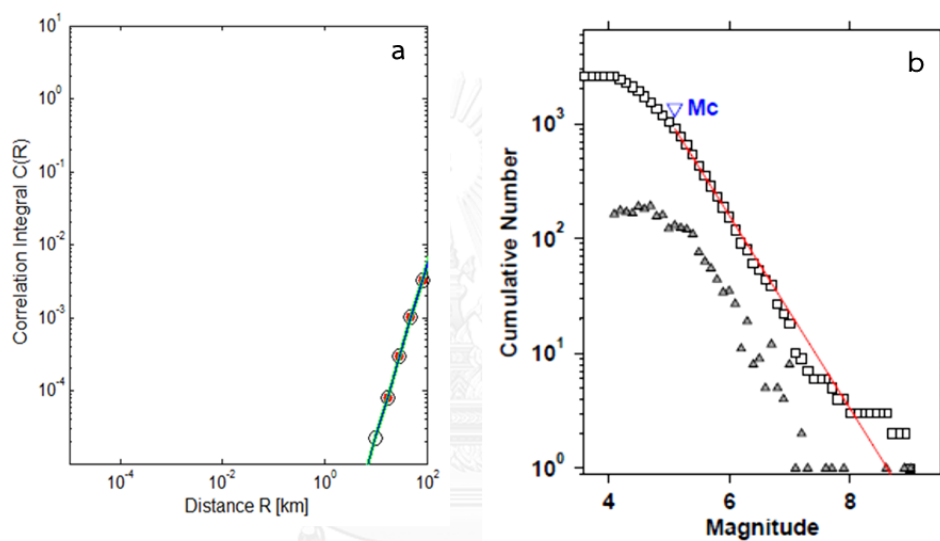 a
10^1
10^0
10^-1
10^-2
10^-3
10^-4
Correlation Integral C(R)
10^-4
10^-2
10^0
10^2
Distance R [km]
b
Mc
10^4
10^3
10^2
10^1
10^0
Cumulative Number
4
6
8
Magnitude